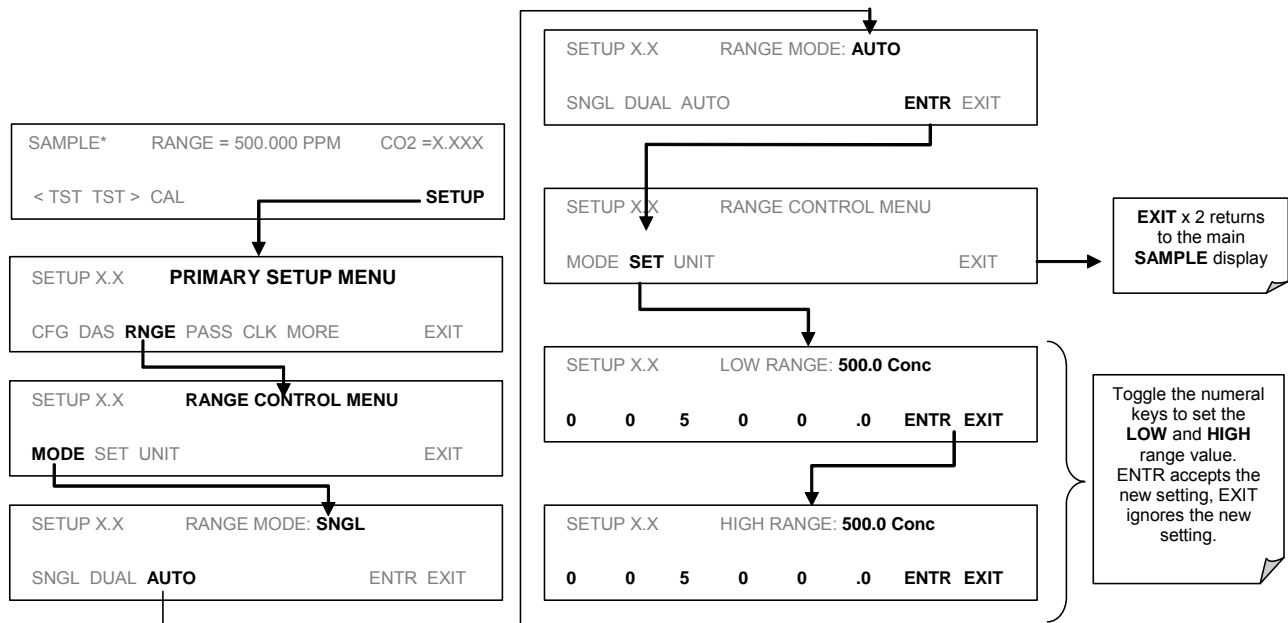 SAMPLE* RANGE = 500.000 PPM CO2 =X.XXX
< TST TST > CAL SETUP
SETUP X.X PRIMARY SETUP MENU
CFG DAS RNGE PASS CLK MORE EXIT
SETUP X.X RANGE CONTROL MENU
MODE SET UNIT EXIT
SETUP X.X RANGE MODE: SNGL
SNGL DUAL AUTO ENTR EXIT
SETUP X.X RANGE MODE: AUTO
SNGL DUAL AUTO ENTR EXIT
SETUP X.X RANGE CONTROL MENU
MODE SET UNIT EXIT
EXIT x 2 returns
to the main
SAMPLE display
SETUP X.X LOW RANGE: 500.0 Conc
0 0 5 0 0 .0 ENTR EXIT
SETUP X.X HIGH RANGE: 500.0 Conc
0 0 5 0 0 .0 ENTR EXIT
Toggle the numeral
keys to set the
LOW and HIGH
range value.
ENTR accepts the
new setting, EXIT
ignores the new
setting.